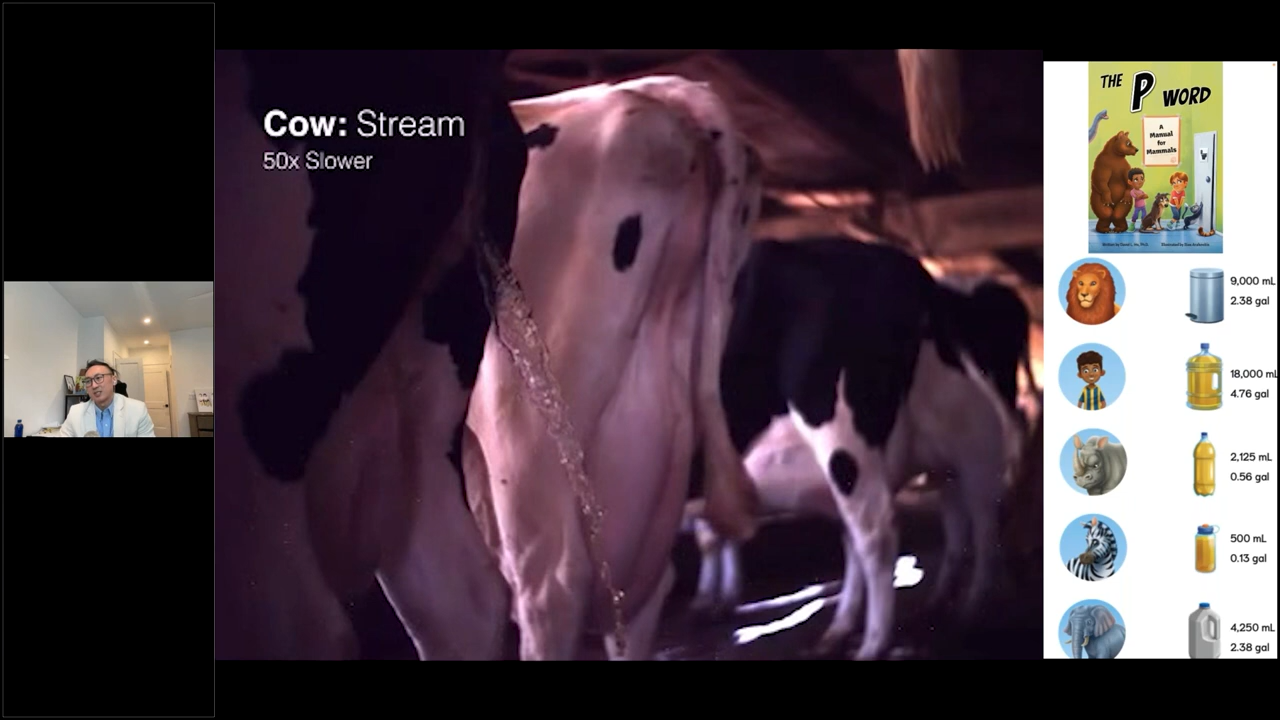 Cow: Stream
50x Slower
THE P WORD
A
Manual
for
Mammals
9,000 mL
2.38 gal
18,000 mL
4.76 gal
2,125 mL
0.56 gal
500 mL
0.13 gal
4,250 mL
2.38 gal